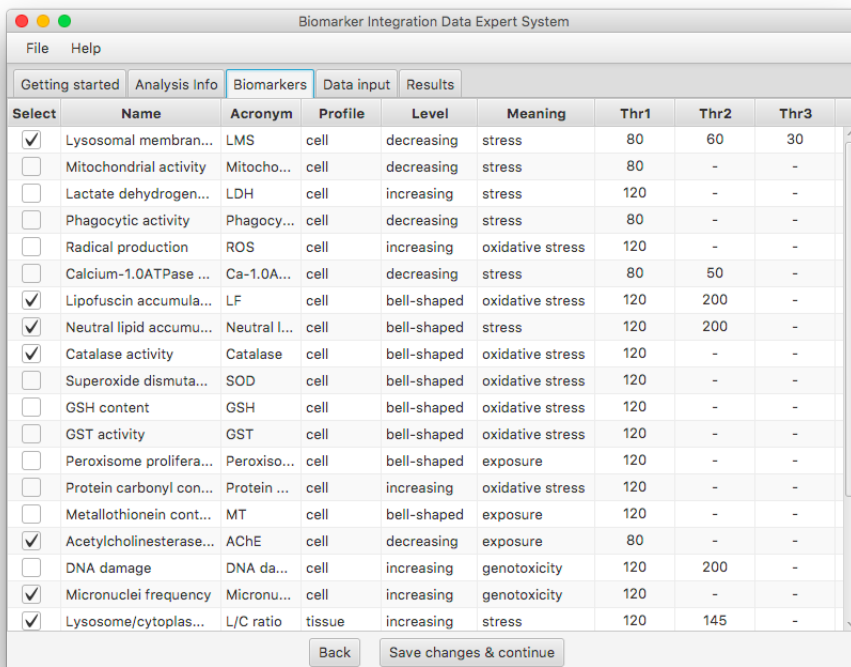 Biomarker Integration Data Expert System
File Help
Getting started Analysis Info Biomarkers Data input Results
Select Name Acronym Profile Level Meaning Thr1 Thr2 Thr3
Lysosomal membran... LMS cell decreasing stress 80 60 30
Mitochondrial activity Mitocho... cell decreasing stress 80 - -
Lactate dehydrogen... LDH cell increasing stress 120 - -
Phagocytic activity Phagocy... cell decreasing stress 80 - -
Radical production ROS cell increasing oxidative stress 120 - -
Calcium-1.0ATPase ... Ca-1.0A... cell decreasing stress 80 50 -
Lipofuscin accumula... LF cell bell-shaped oxidative stress 120 200 -
Neutral lipid accumu... Neutral l... cell bell-shaped stress 120 200 -
Catalase activity Catalase cell bell-shaped oxidative stress 120 - -
Superoxide dismuta... SOD cell bell-shaped oxidative stress 120 - -
GSH content GSH cell bell-shaped oxidative stress 120 - -
GST activity GST cell bell-shaped oxidative stress 120 - -
Peroxisome prolifera... Peroxiso... cell bell-shaped exposure 120 - -
Protein carbonyl con... Protein ... cell increasing oxidative stress 120 - -
Metallothionein cont... MT cell bell-shaped exposure 120 - -
Acetylcholinesterase... AChE cell decreasing exposure 80 - -
DNA damage DNA da... cell increasing genotoxicity 120 200 -
Micronuclei frequency Micronu... cell increasing genotoxicity 120 - -
Lysosome/cytoplas... L/C ratio tissue increasing stress 120 145 -
Back Save changes & continue